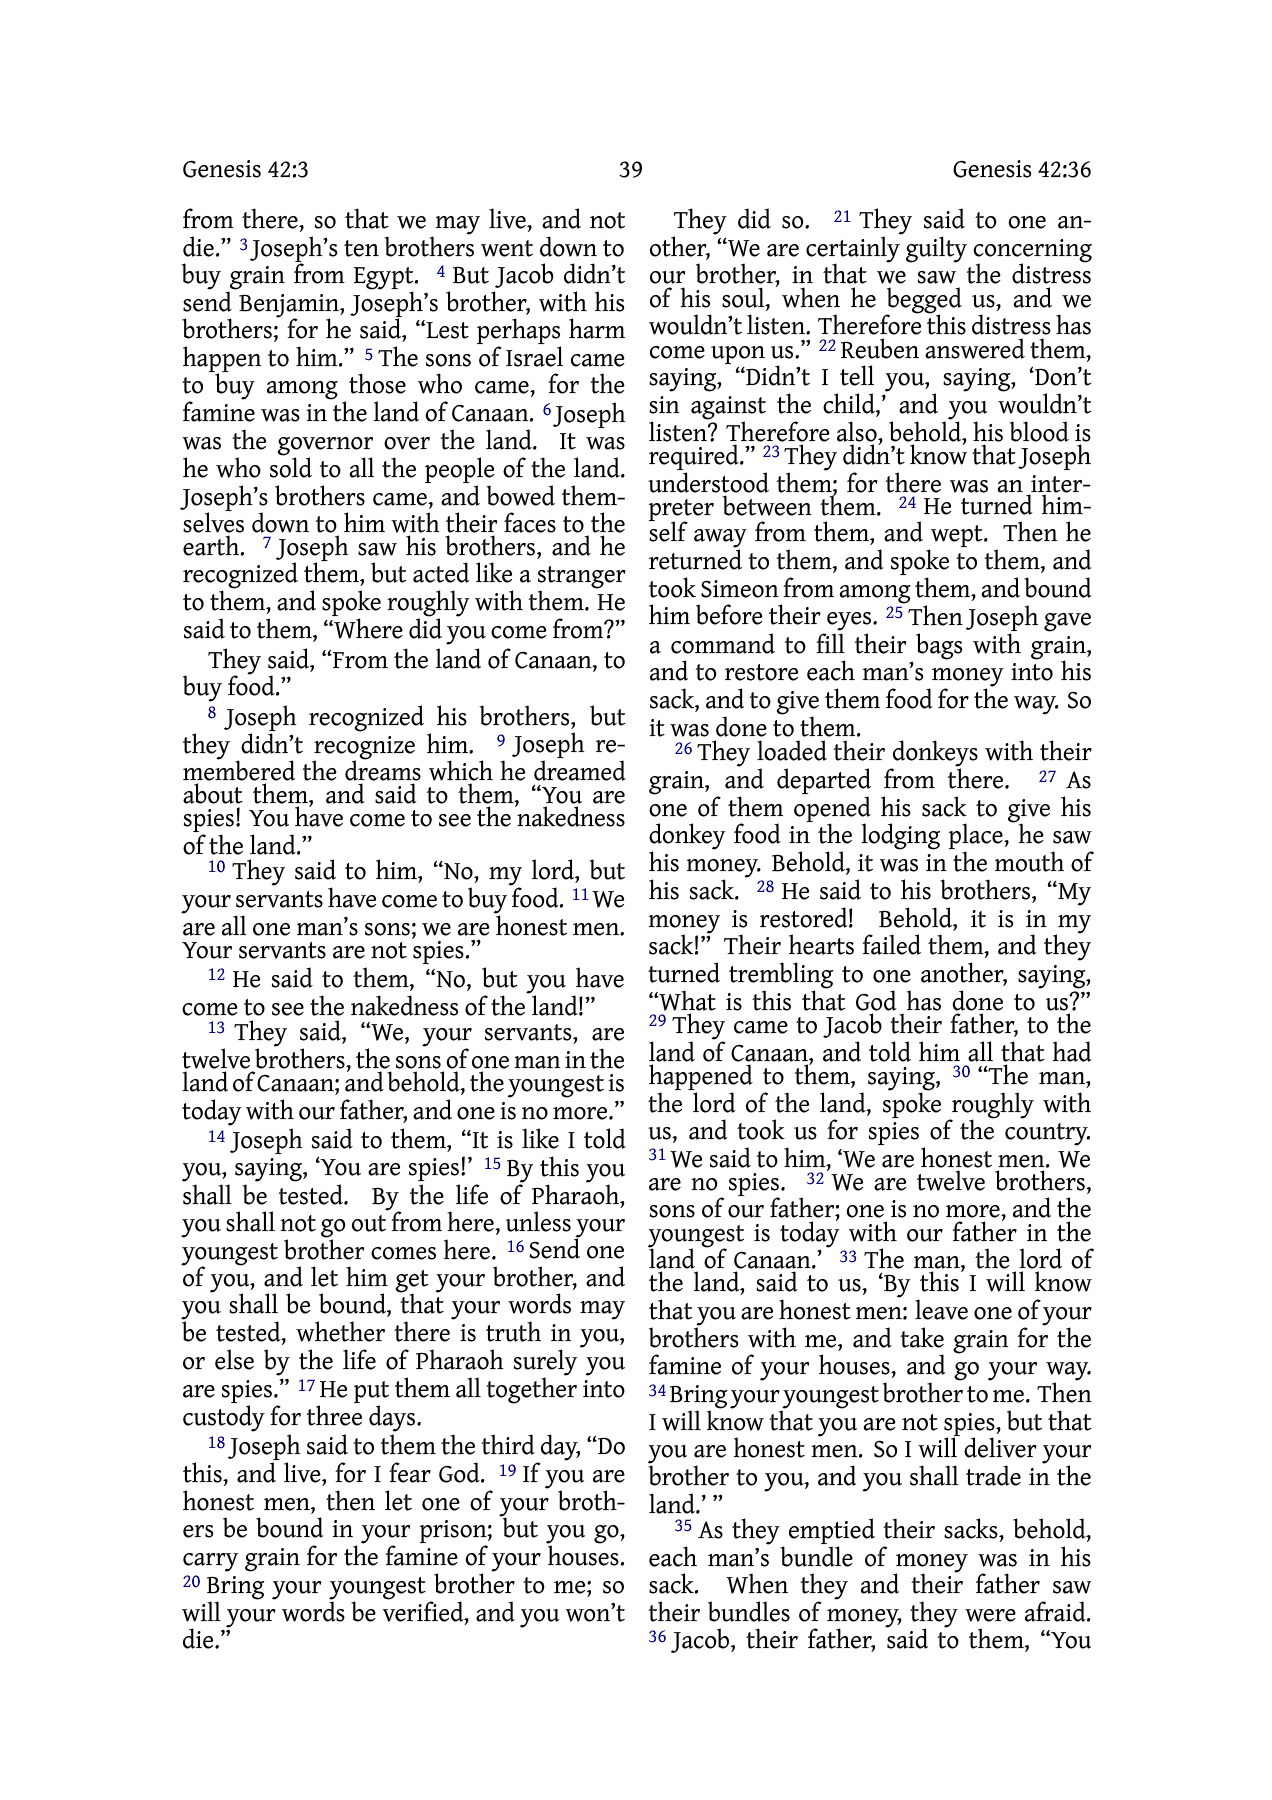 Genesis 42:3
39
Genesis 42:36
from there, so that we may live, and not
die.” 3 Joseph’s ten brothers went down to
buy grain from Egypt. 4 But Jacob didn’t
send Benjamin, Joseph’s brother, with his
brothers; for he said, “Lest perhaps harm
happen to him.” 5 The sons of Israel came
to buy among those who came, for the
famine was in the land of Canaan. 6 Joseph
was the governor over the land. It was
he who sold to all the people of the land.
Joseph’s brothers came, and bowed them-
selves down to him with their faces to the
earth. 7 Joseph saw his brothers, and he
recognized them, but acted like a stranger
to them, and spoke roughly with them. He
said to them, “Where did you come from?”
They said, “From the land of Canaan, to
buy food.”
8 Joseph recognized his brothers, but
they didn’t recognize him. 9 Joseph re-
membered the dreams which he dreamed
about them, and said to them, “You are
spies! You have come to see the nakedness
of the land.”
10 They said to him, “No, my lord, but
your servants have come to buy food. 11 We
are all one man’s sons; we are honest men.
Your servants are not spies.”
12 He said to them, “No, but you have
come to see the nakedness of the land!”
13 They said, “We, your servants, are
twelve brothers, the sons of one man in the
land of Canaan; and behold, the youngest is
today with our father, and one is no more.”
14 Joseph said to them, “It is like I told
you, saying, ‘You are spies!’ 15 By this you
shall be tested. By the life of Pharaoh,
you shall not go out from here, unless your
youngest brother comes here. 16 Send one
of you, and let him get your brother, and
you shall be bound, that your words may
be tested, whether there is truth in you,
or else by the life of Pharaoh surely you
are spies.” 17 He put them all together into
custody for three days.
18 Joseph said to them the third day, “Do
this, and live, for I fear God. 19 If you are
honest men, then let one of your broth-
ers be bound in your prison; but you go,
carry grain for the famine of your houses.
20 Bring your youngest brother to me; so
will your words be verified, and you won’t
die.”
They did so. 21 They said to one an-
other, “We are certainly guilty concerning
our brother, in that we saw the distress
of his soul, when he begged us, and we
wouldn’t listen. Therefore this distress has
come upon us.” 22 Reuben answered them,
saying, “Didn’t I tell you, saying, ‘Don’t
sin against the child,’ and you wouldn’t
listen? Therefore also, behold, his blood is
required.” 23 They didn’t know that Joseph
understood them; for there was an inter-
preter between them. 24 He turned him-
self away from them, and wept. Then he
returned to them, and spoke to them, and
took Simeon from among them, and bound
him before their eyes. 25 Then Joseph gave
a command to fill their bags with grain,
and to restore each man’s money into his
sack, and to give them food for the way. So
it was done to them.
26 They loaded their donkeys with their
grain, and departed from there. 27 As
one of them opened his sack to give his
donkey food in the lodging place, he saw
his money. Behold, it was in the mouth of
his sack. 28 He said to his brothers, “My
money is restored! Behold, it is in my
sack!” Their hearts failed them, and they
turned trembling to one another, saying,
“What is this that God has done to us?”
29 They came to Jacob their father, to the
land of Canaan, and told him all that had
happened to them, saying, 30 “The man,
the lord of the land, spoke roughly with
us, and took us for spies of the country.
31 We said to him, ‘We are honest men. We
are no spies. 32 We are twelve brothers,
sons of our father; one is no more, and the
youngest is today with our father in the
land of Canaan.’ 33 The man, the lord of
the land, said to us, ‘By this I will know
that you are honest men: leave one of your
brothers with me, and take grain for the
famine of your houses, and go your way.
34 Bring your youngest brother to me. Then
I will know that you are not spies, but that
you are honest men. So I will deliver your
brother to you, and you shall trade in the
land.’ ”
35 As they emptied their sacks, behold,
each man’s bundle of money was in his
sack. When they and their father saw
their bundles of money, they were afraid.
36 Jacob, their father, said to them, “You